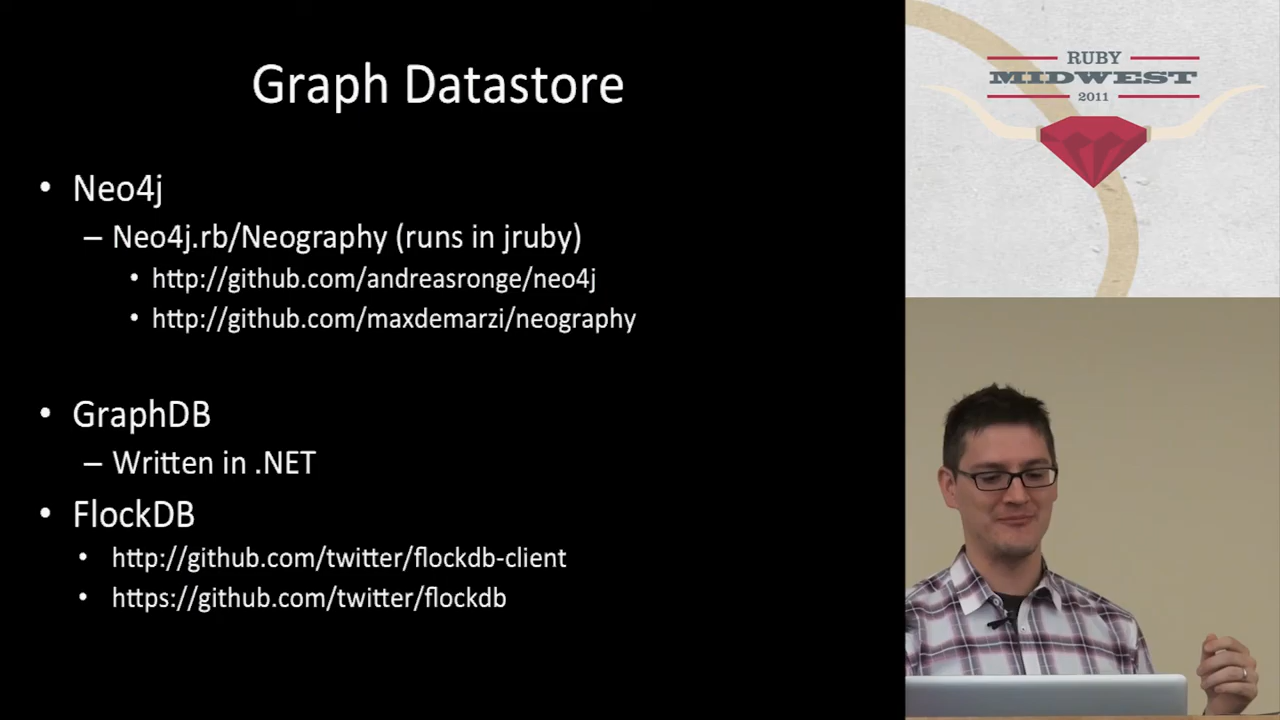 Graph Datastore
• Neo4j
– Neo4j.rb/Neography (runs in jruby)
• http://github.com/andreasronge/neo4j
• http://github.com/maxdemarzi/neography
• GraphDB
– Written in .NET
• FlockDB
• http://github.com/twitter/flockdb-client
• https://github.com/twitter/flockdb
RUBY
MIDWEST
2011